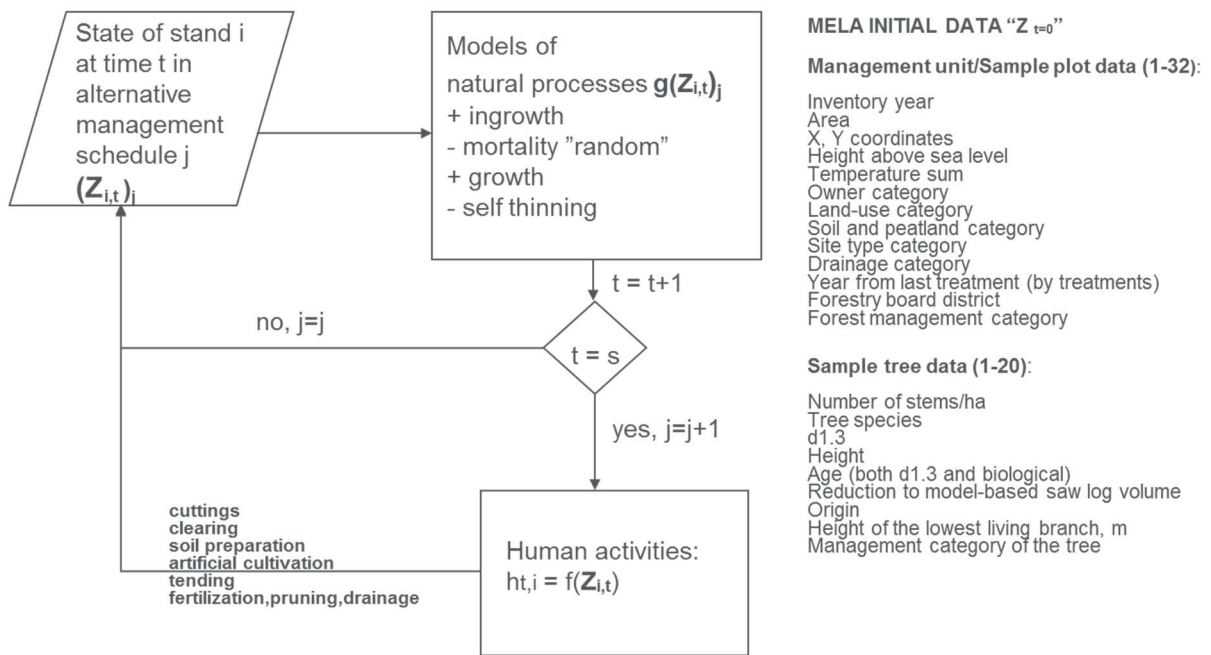 State of stand i
at time t in
alternative
management
schedule j
(Zi,t)j
Models of
natural processes g(Zi,t)j
+ ingrowth
- mortality ”random”
+ growth
- self thinning
t = t+1
no, j=j
t = s
yes, j=j+1
cuttings
clearing
soil preparation
artificial cultivation
tending
fertilization,pruning,drainage
Human activities:
ht,i = f(Zi,t)
MELA INITIAL DATA “Z t=0”
Management unit/Sample plot data (1-32):
Inventory year
Area
X, Y coordinates
Height above sea level
Temperature sum
Owner category
Land-use category
Soil and peatland category
Site type category
Drainage category
Year from last treatment (by treatments)
Forestry board district
Forest management category
Sample tree data (1-20):
Number of stems/ha
Tree species
d1.3
Height
Age (both d1.3 and biological)
Reduction to model-based saw log volume
Origin
Height of the lowest living branch, m
Management category of the tree